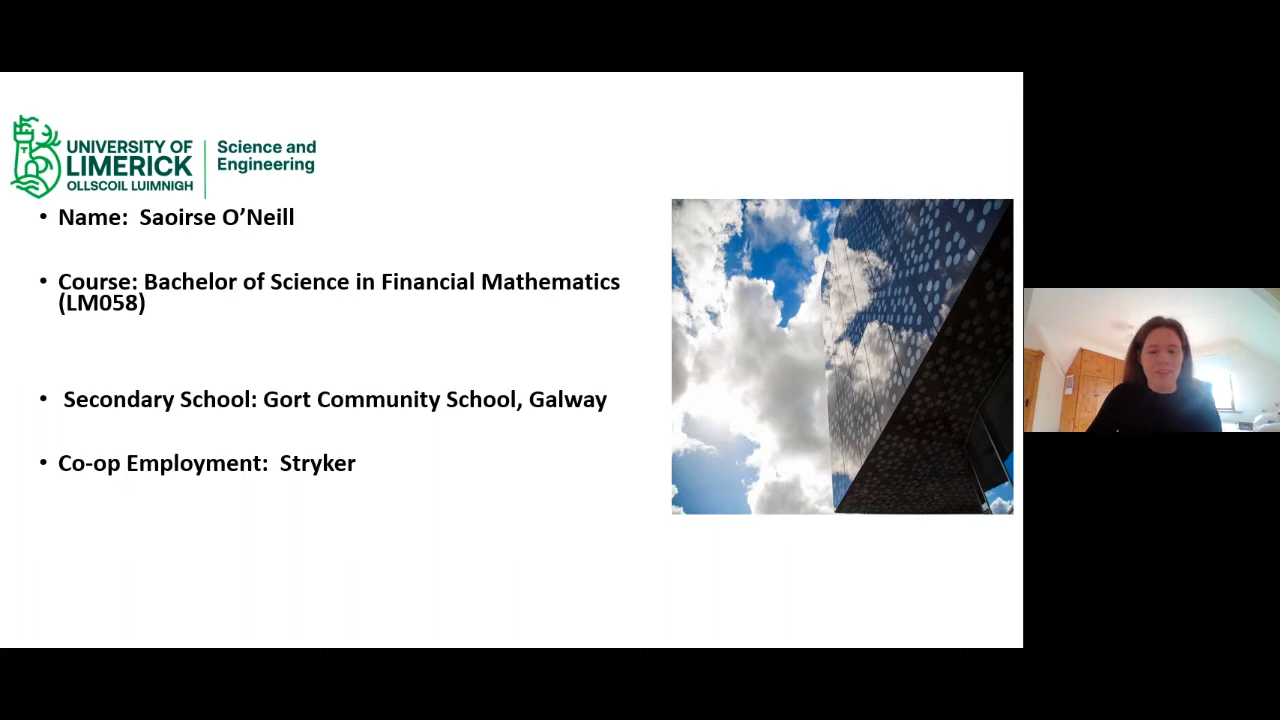 UNIVERSITY OF
LIMERICK
OLLSCOIL LUIMNIGH
Science and
Engineering
• Name:  Saoirse O’Neill
• Course: Bachelor of Science in Financial Mathematics
(LM058)
• Secondary School: Gort Community School, Galway
• Co-op Employment:  Stryker